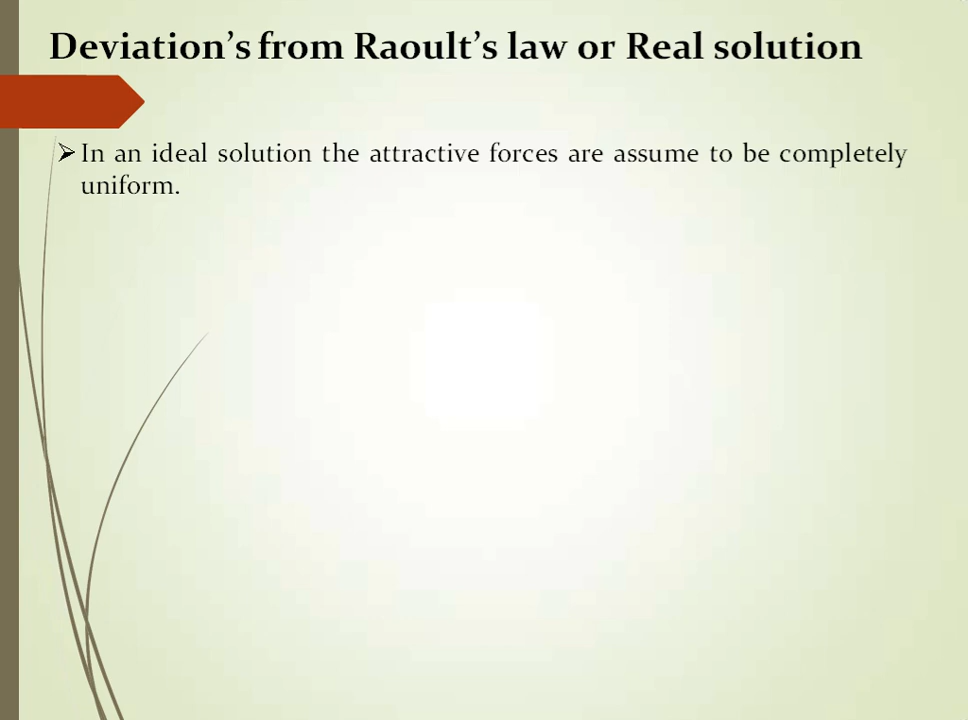 Deviation’s from Raoult’s law or Real solution
➢In an ideal solution the attractive forces are assume to be completely
uniform.